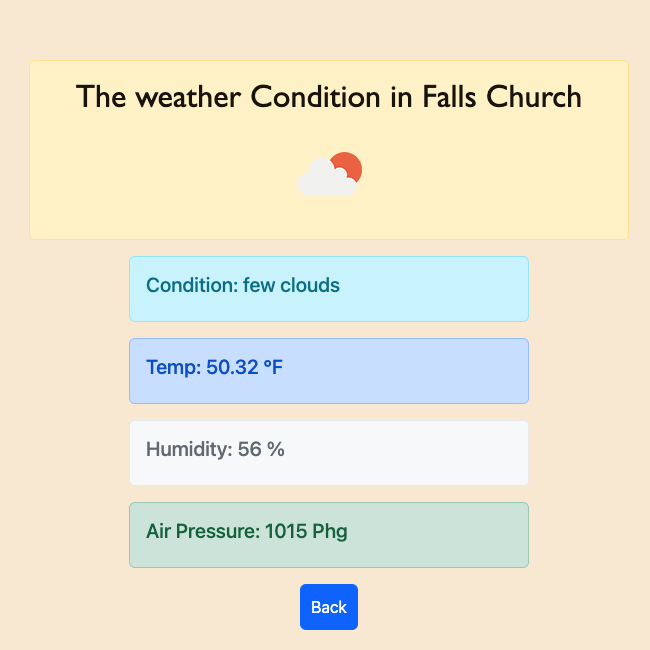 The weather Condition in Falls Church
Condition: few clouds
Temp: 50.32 °F
Humidity: 56 %
Air Pressure: 1015 Phg
Back